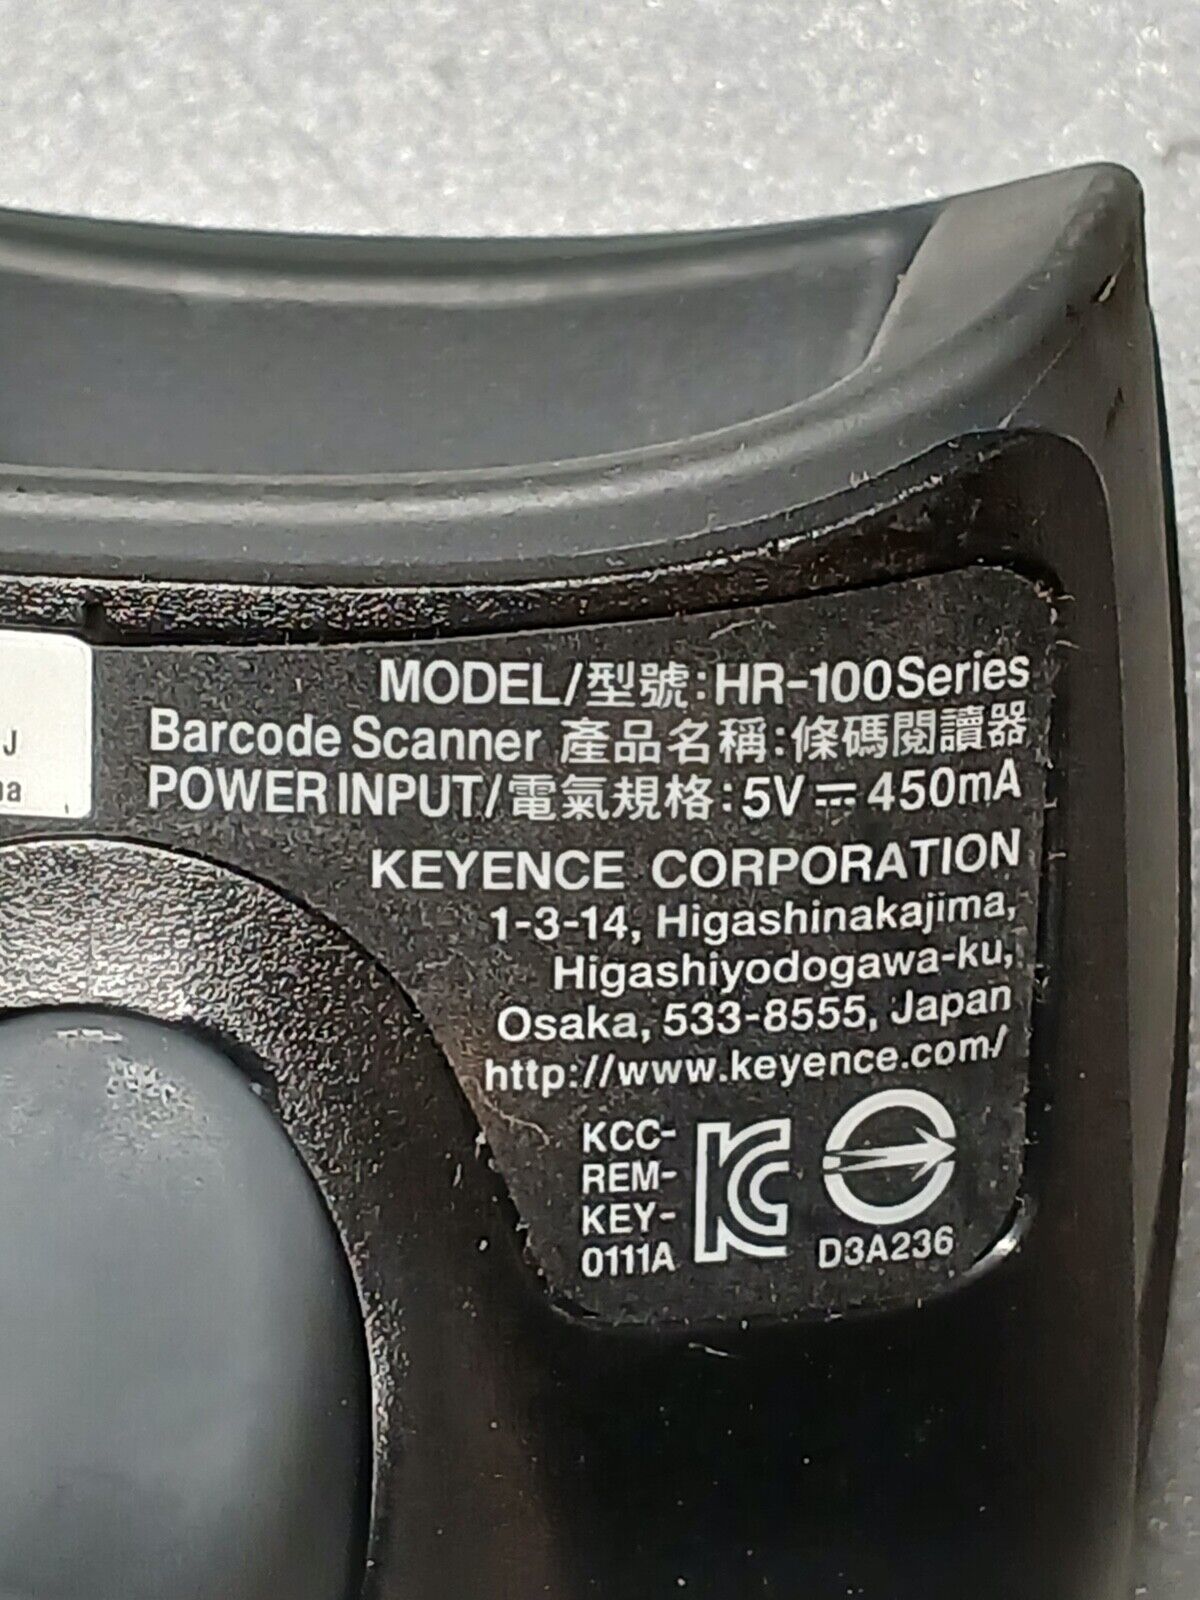 MODEL/型號:HR-100Series
Barcode Scanner 產品名稱:條碼閱讀器
POWER INPUT/電氣規格:5V⎓450mA
KEYENCE CORPORATION
1-3-14, Higashinakajima,
Higashiyodogawa-ku,
Osaka, 533-8555, Japan
http://www.keyence.com/
KCC-
REM-
KEY-
0111A
D3A236